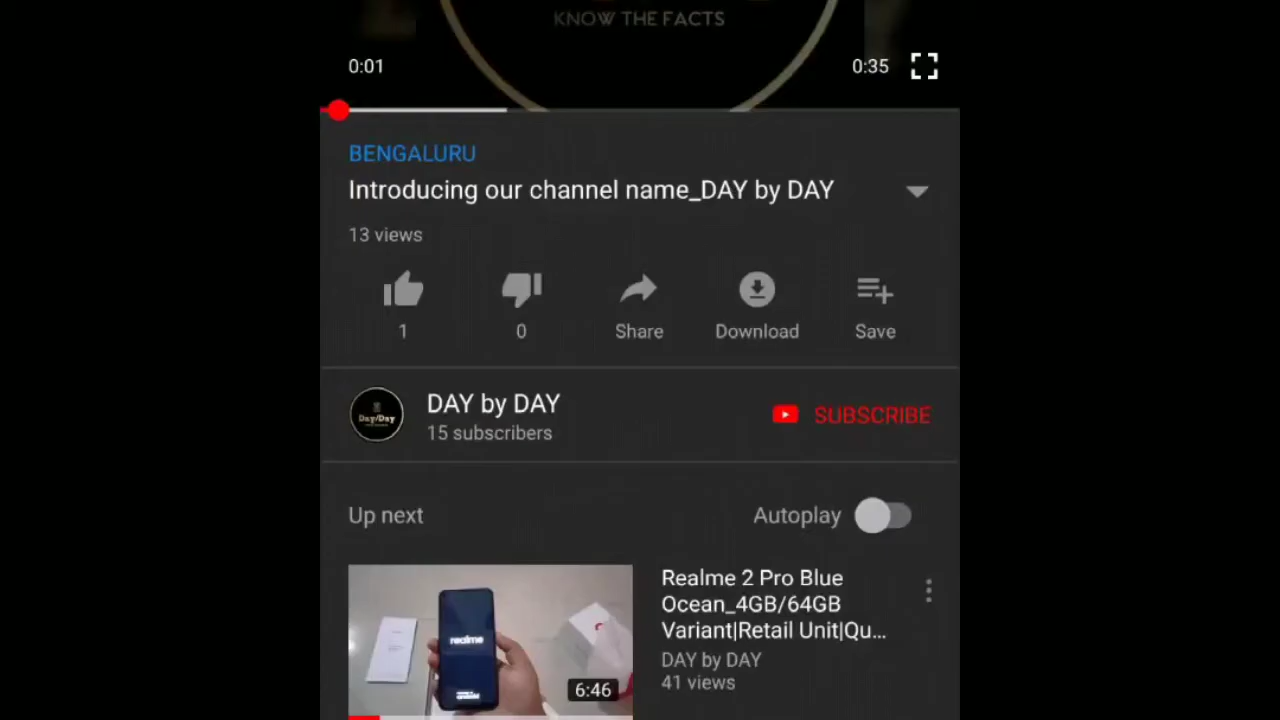 KNOW THE FACTS
0:01
0:35
BENGALURU
Introducing our channel name_DAY by DAY
13 views
1
0
Share
Download
Save
Day/Day
DAY by DAY
15 subscribers
SUBSCRIBE
Up next
Autoplay
realme
6:46
Realme 2 Pro Blue
Ocean_4GB/64GB
Variant|Retail Unit|Qu...
DAY by DAY
41 views